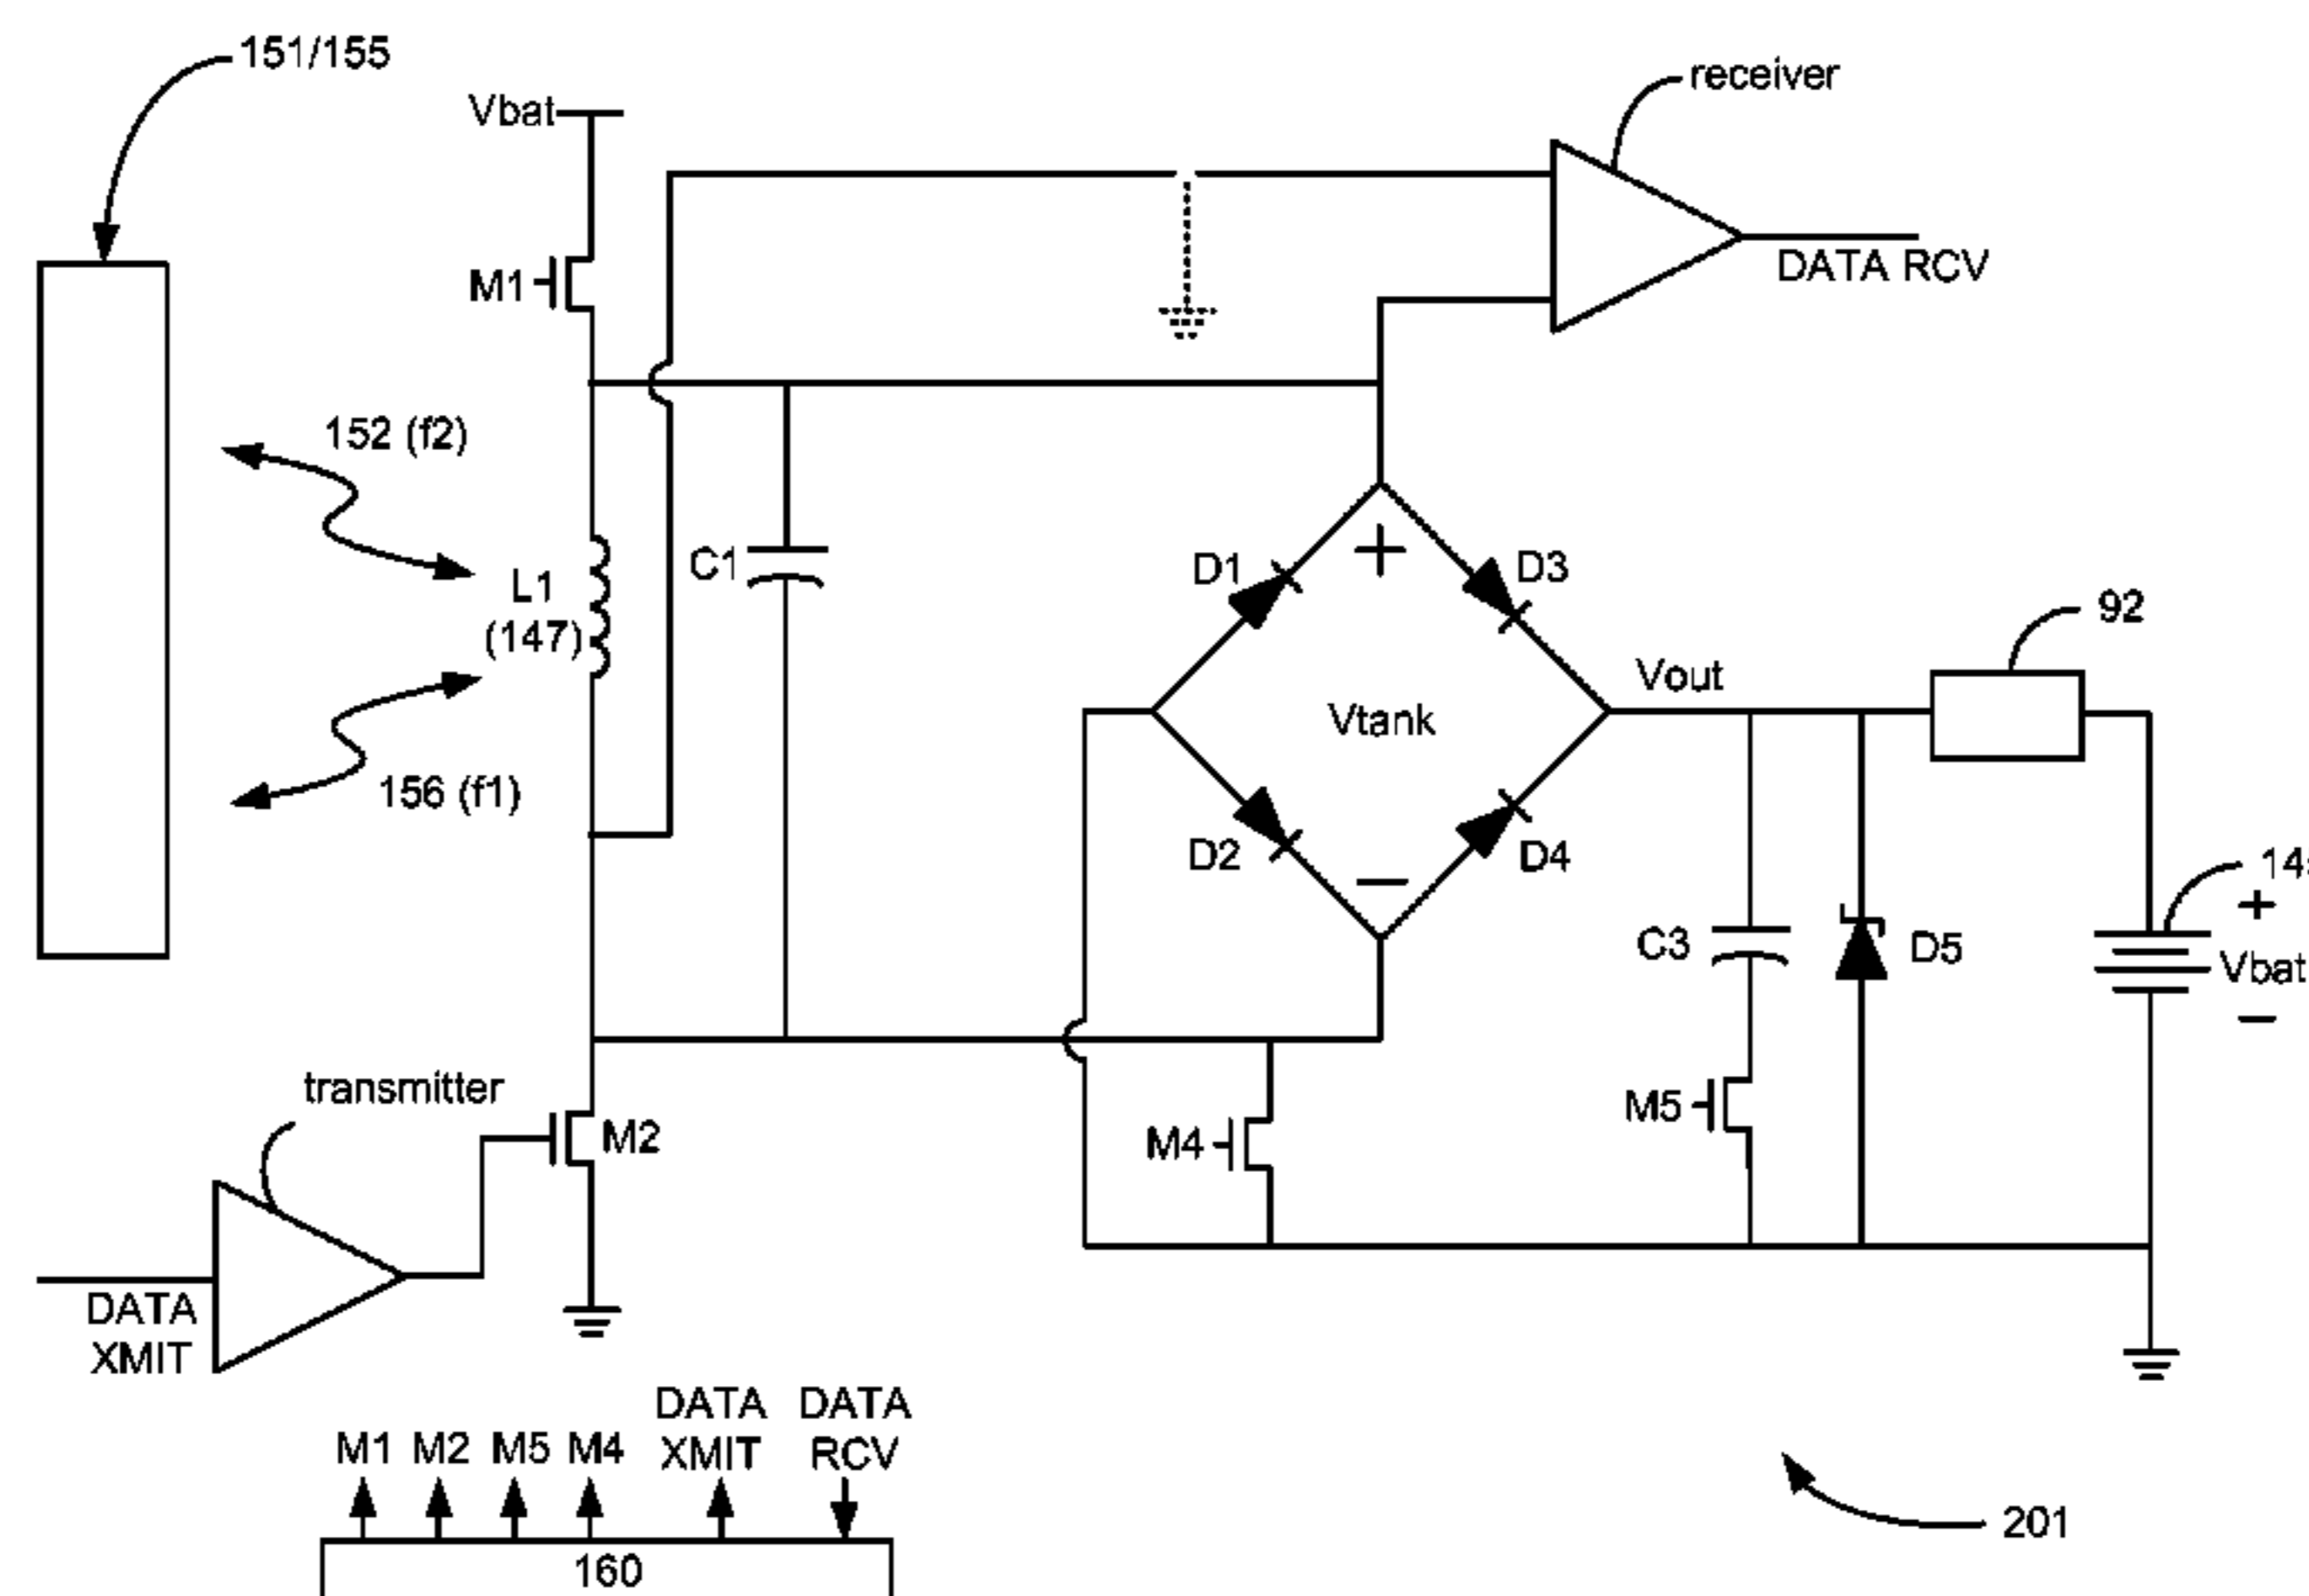 151/155
receiver
Vbat
M1
DATA RCV
152 (f2)
L1
(147)
C1
D1
D3
+
92
Vout
Vtank
156 (f1)
D2
D4
−
C3
D5
+
Vbat
−
transmitter
M2
M4
M5
DATA
XMIT
M1 M2 M5 M4
DATA
XMIT
DATA
RCV
160
201